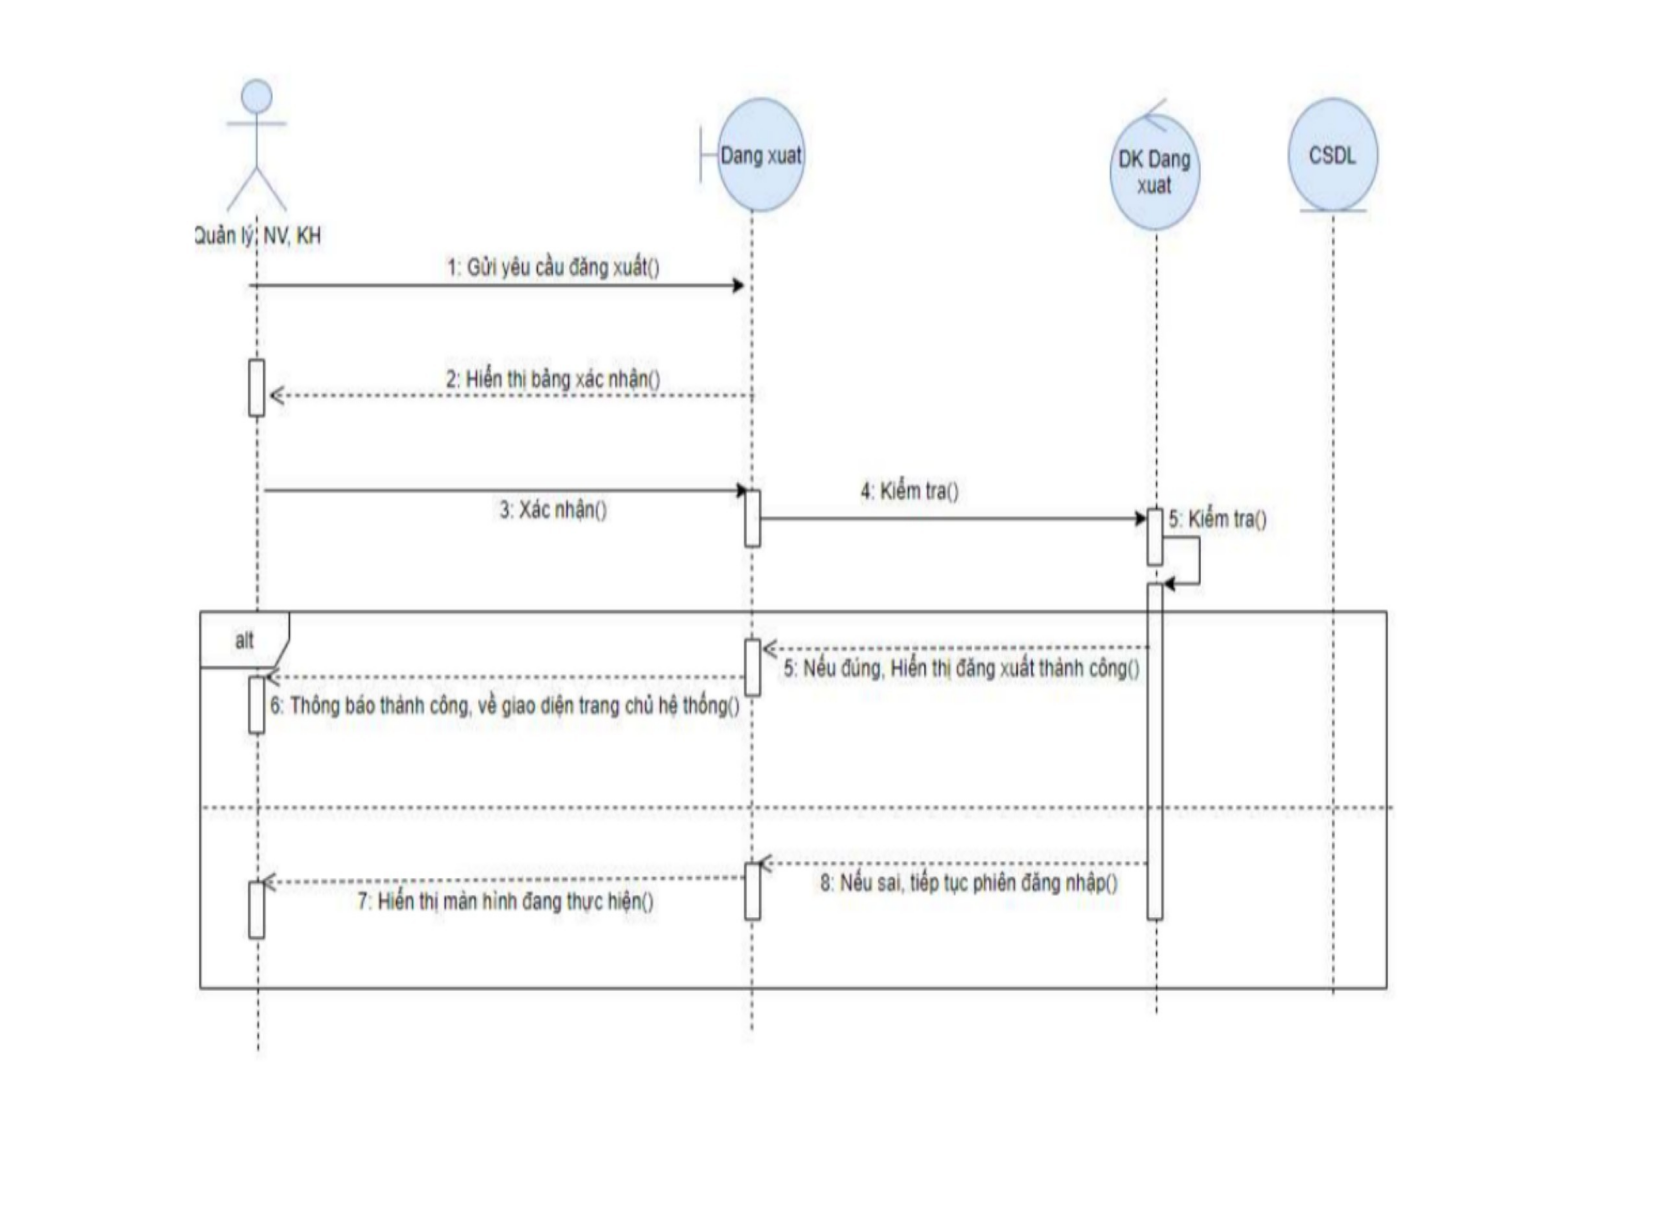 Dang xuat
DK Dang
xuat
CSDL
Quản lý, NV, KH
1: Gửi yêu cầu đăng xuất()
2: Hiển thị bảng xác nhận()
3: Xác nhận()
4: Kiểm tra()
5: Kiểm tra()
alt
5: Nếu đúng, Hiển thị đăng xuất thành công()
6: Thông báo thành công, về giao diện trang chủ hệ thống()
8: Nếu sai, tiếp tục phiên đăng nhập()
7: Hiển thị màn hình đang thực hiện()